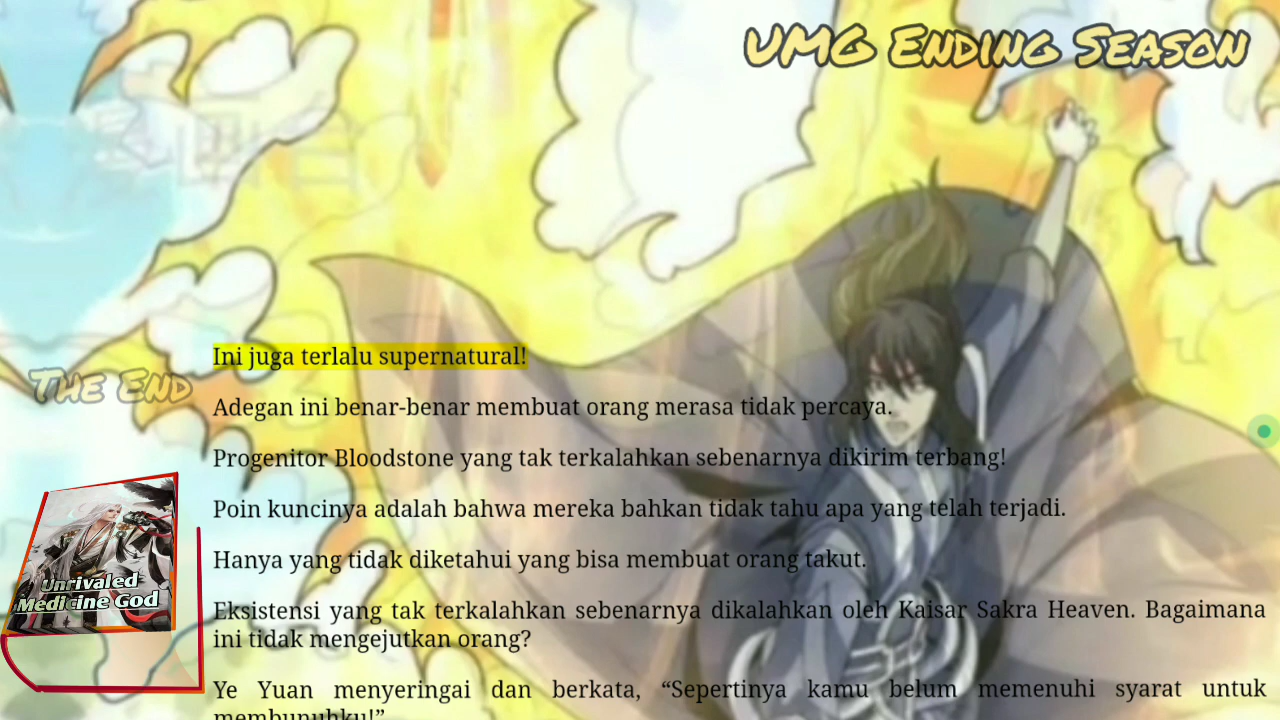 UMG Ending Season
The End
Unrivaled
Medicine God
Ini juga terlalu supernatural!
Adegan ini benar-benar membuat orang merasa tidak percaya.
Progenitor Bloodstone yang tak terkalahkan sebenarnya dikirim terbang!
Poin kuncinya adalah bahwa mereka bahkan tidak tahu apa yang telah terjadi.
Hanya yang tidak diketahui yang bisa membuat orang takut.
Eksistensi yang tak terkalahkan sebenarnya dikalahkan oleh Kaisar Sakra Heaven. Bagaimana
ini tidak mengejutkan orang?
Ye Yuan menyeringai dan berkata, “Sepertinya kamu belum memenuhi syarat untuk
membunuhku!”